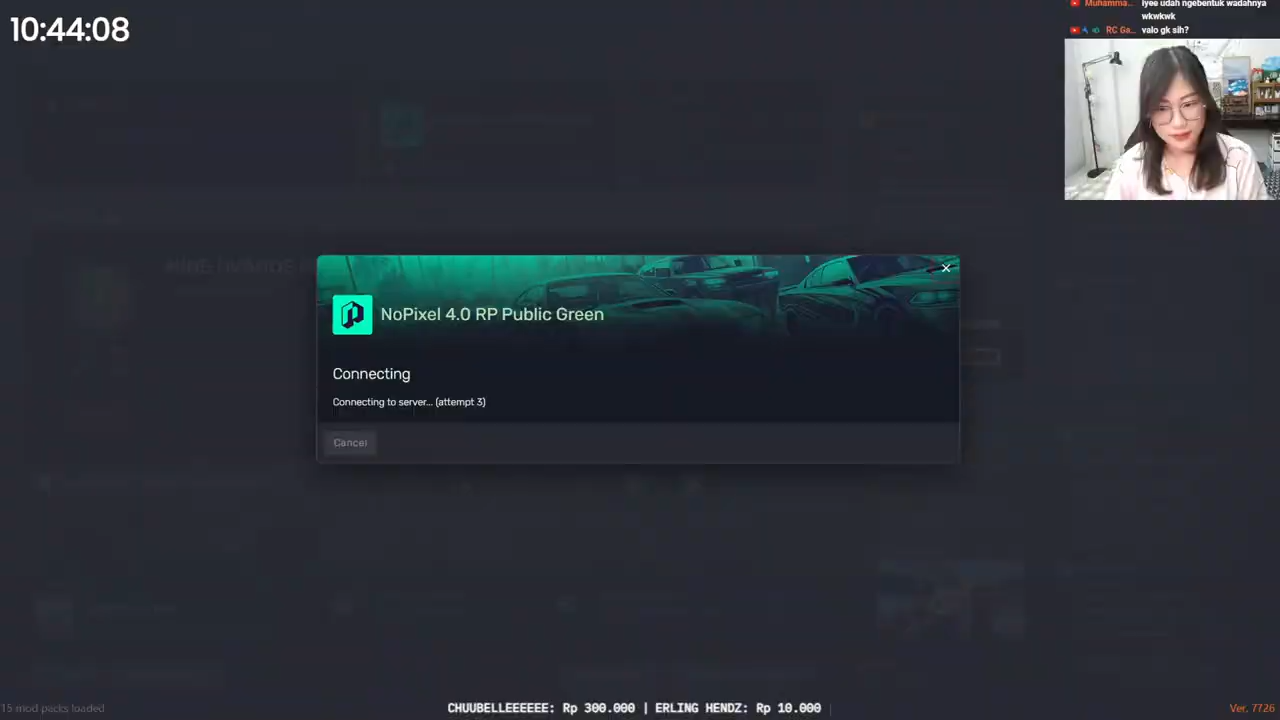 10:44:08
Muhamma.. Iyee udah ngebentuk wadahnya
wkwkwk
RC Ga... valo gk sih?
NoPixel 4.0 RP Public Green
Connecting
Connecting to server... (attempt 3)
Cancel
15 mod packs loaded
CHUUBELLEEEEEE: Rp 300.000 | ERLING HENDZ: Rp 10.000 |
Ver. 7726